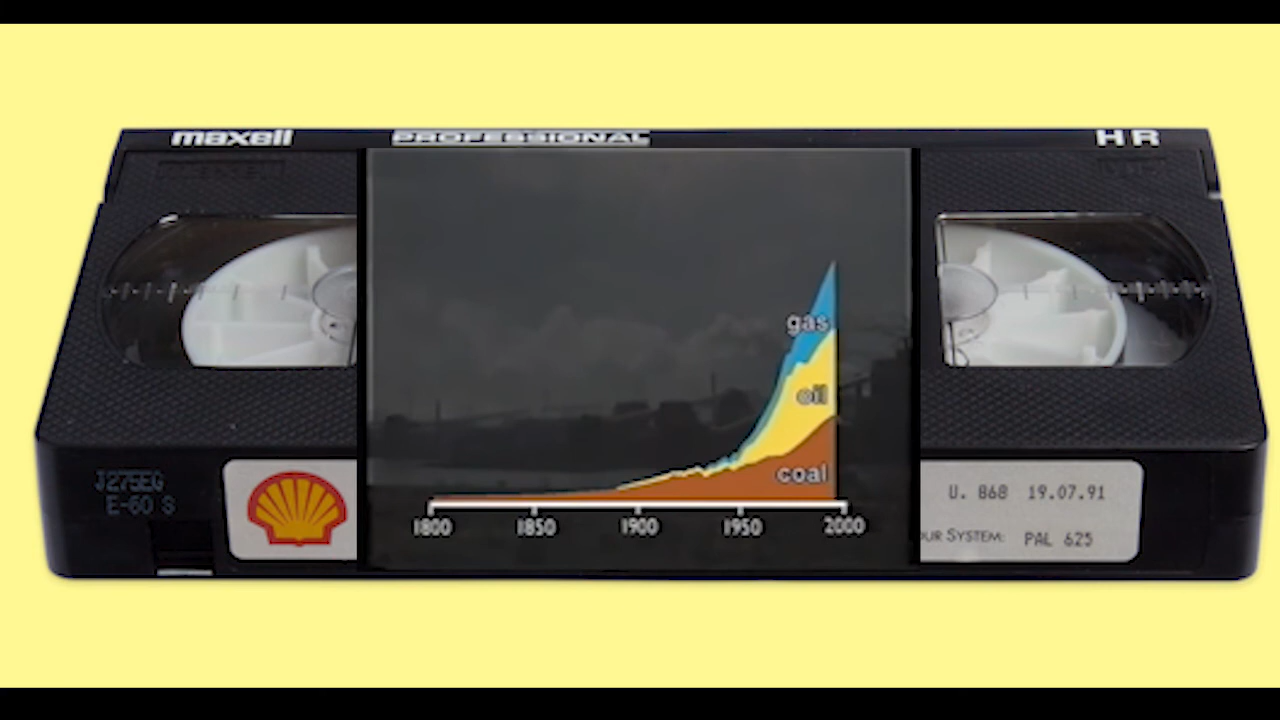 maxell PROFESSIONAL HR
gas
oil
coal
1800 1850 1900 1950 2000
J275EG
E-60 S
U. 868 19.07.91
UR SYSTEM: PAL 625